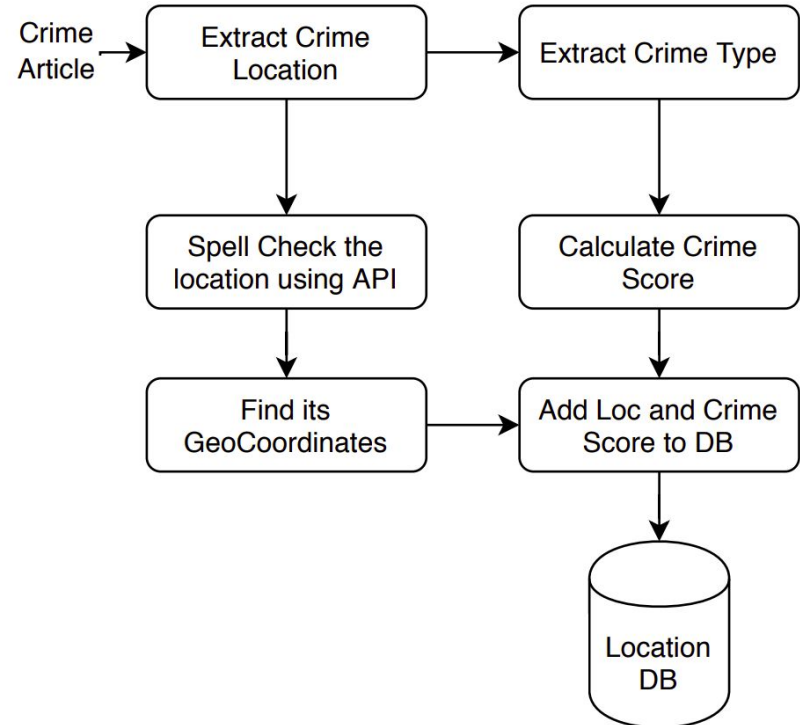 Crime
Article
Extract Crime
Location
Extract Crime Type
Spell Check the
location using API
Calculate Crime
Score
Find its
GeoCoordinates
Add Loc and Crime
Score to DB
Location
DB